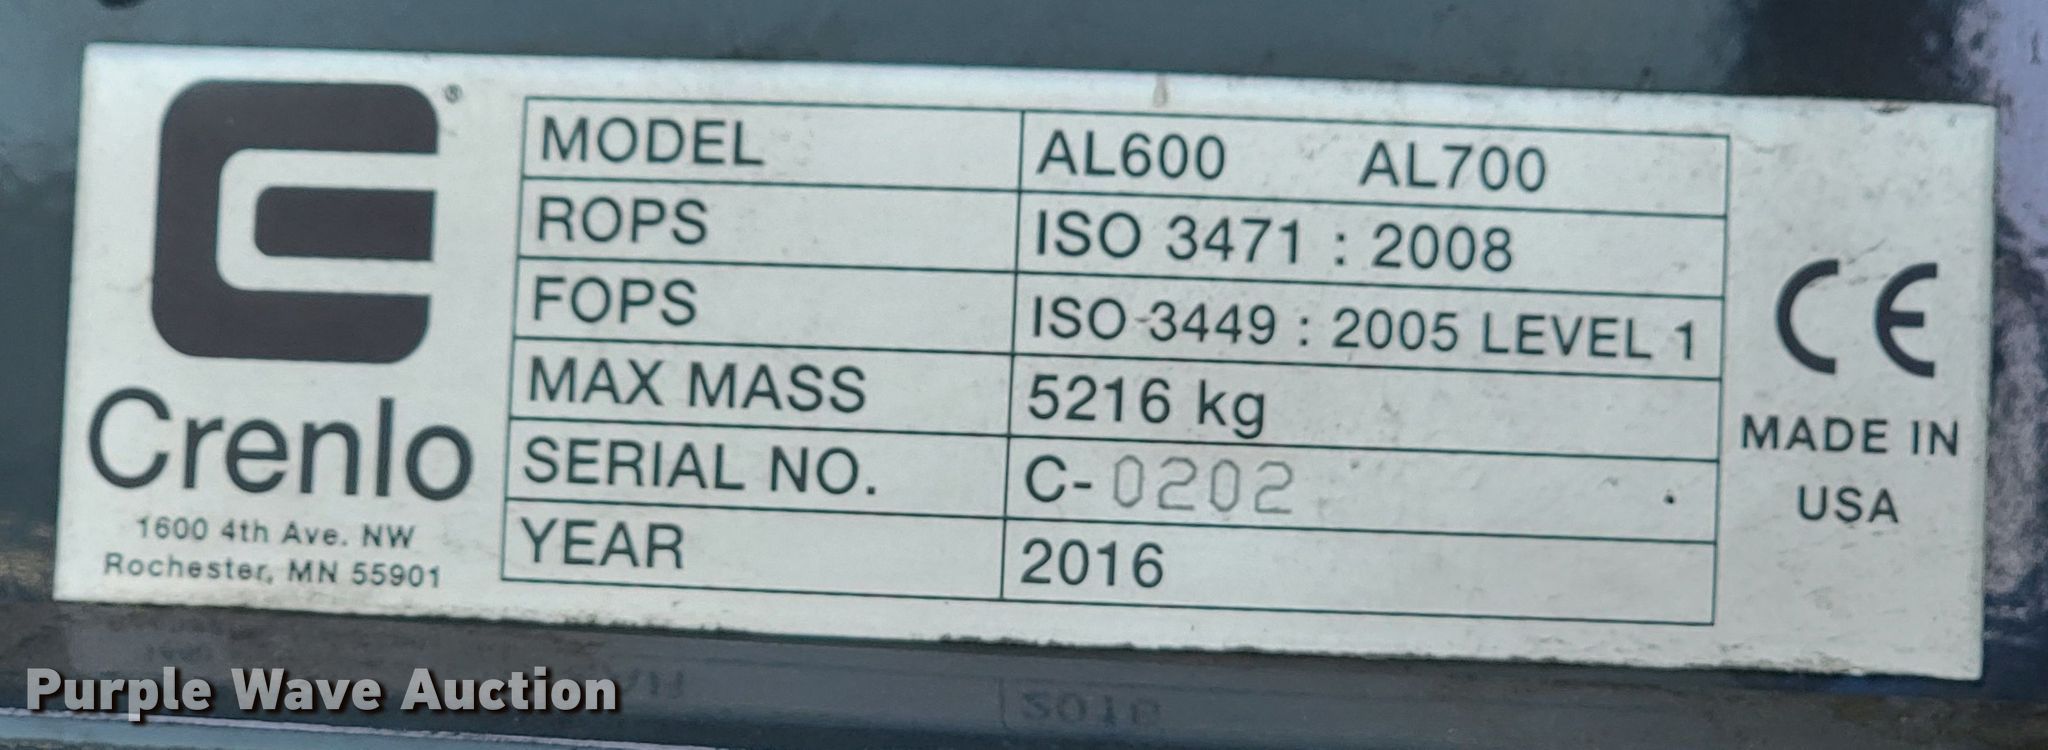 ®
Crenlo
1600 4th Ave. NW
Rochester, MN 55901
MODEL AL600 AL700
ROPS ISO 3471 : 2008
FOPS ISO 3449 : 2005 LEVEL 1
MAX MASS 5216 kg
SERIAL NO. C-0202
YEAR 2016
CE
MADE IN
USA
Purple Wave Auction